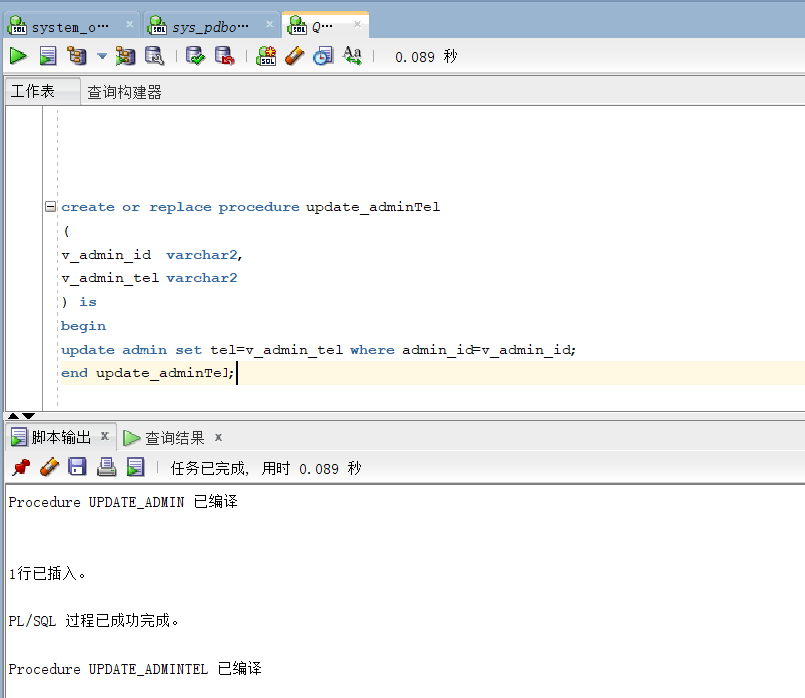 system_o… sys_pdbo… Q…
0.089 秒
工作表 查询构建器
create or replace procedure update_adminTel
(
v_admin_id varchar2,
v_admin_tel varchar2
) is
begin
update admin set tel=v_admin_tel where admin_id=v_admin_id;
end update_adminTel;
脚本输出 x 查询结果 x
任务已完成, 用时 0.089 秒
Procedure UPDATE_ADMIN 已编译
1行已插入。
PL/SQL 过程已成功完成。
Procedure UPDATE_ADMINTEL 已编译